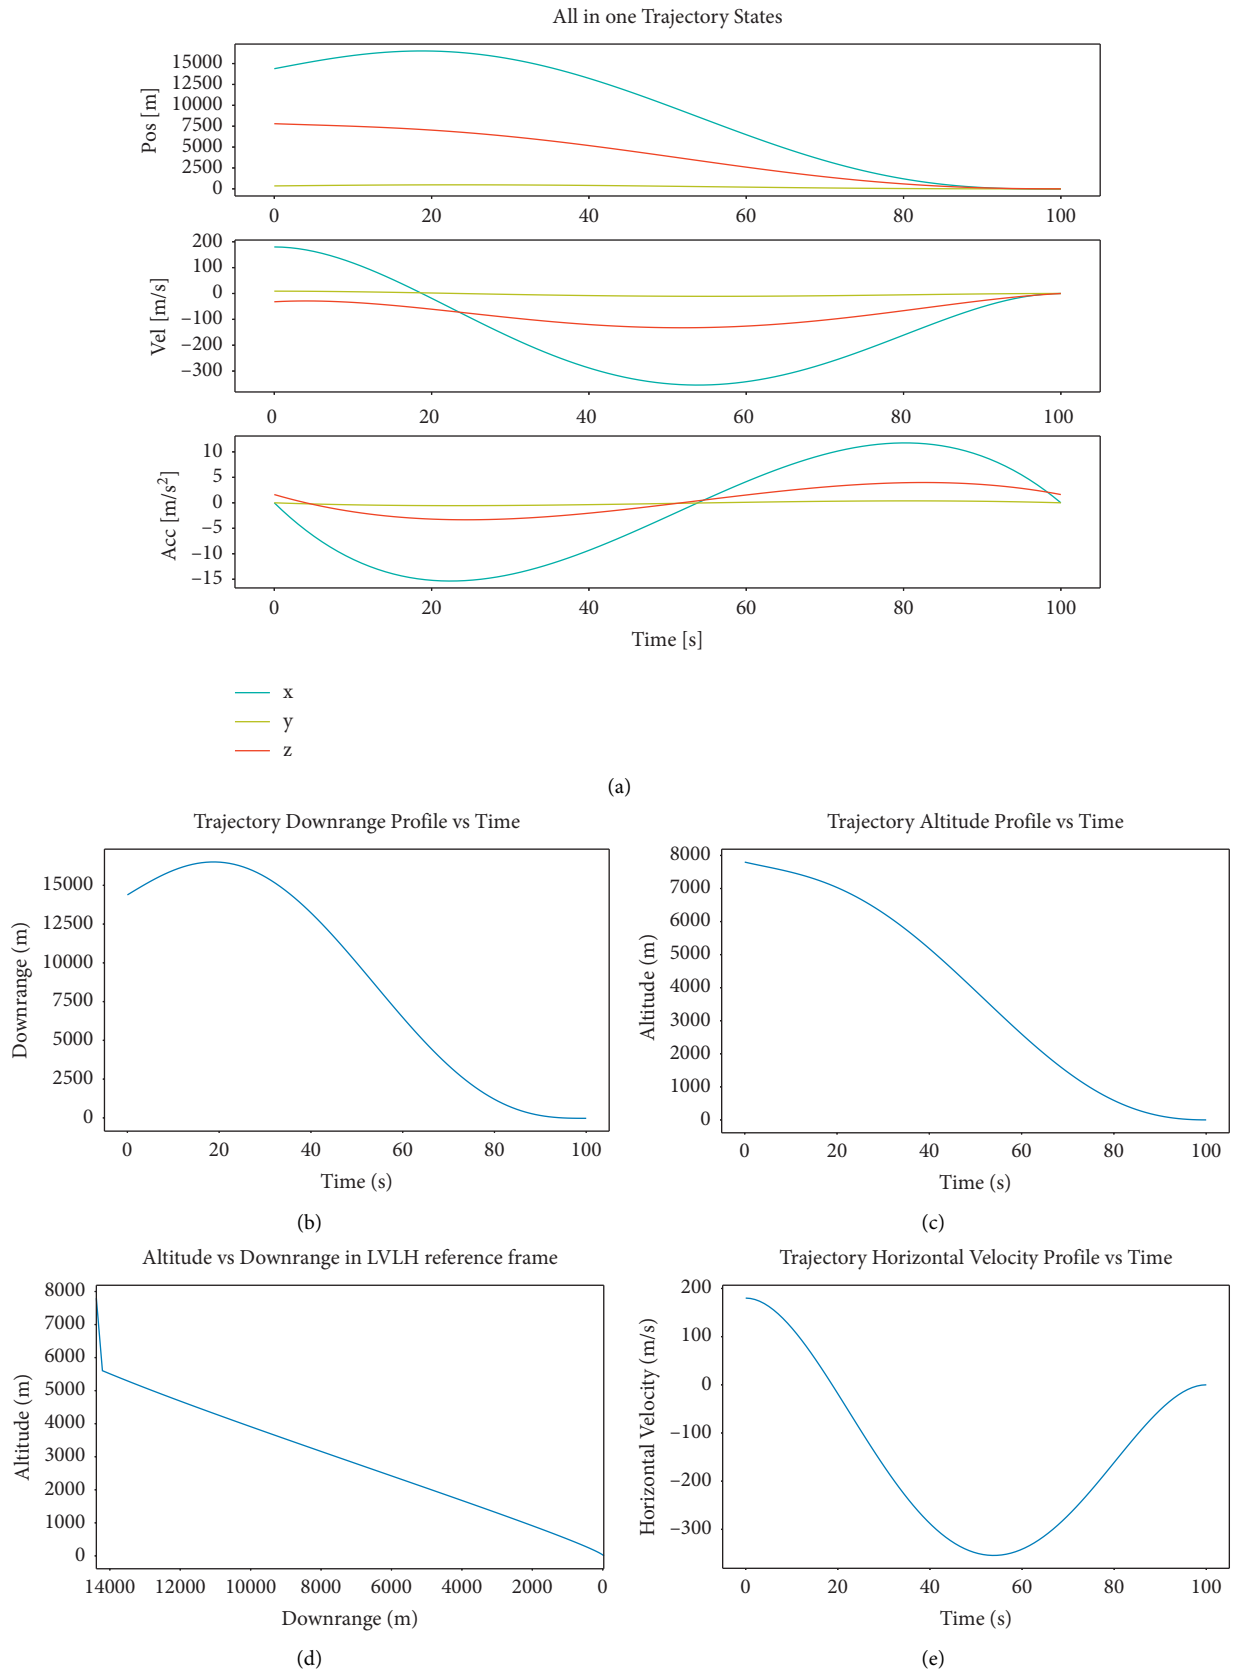 All in one Trajectory States
Pos [m]
15000
12500
10000
7500
5000
2500
0
0 20 40 60 80 100
Vel [m/s]
200
100
0
−100
−200
−300
0 20 40 60 80 100
Acc [m/s²]
10
5
0
−5
−10
−15
0 20 40 60 80 100
Time [s]
x
y
z
(a)
Trajectory Downrange Profile vs Time
Downrange (m)
15000
12500
10000
7500
5000
2500
0
0 20 40 60 80 100
Time (s)
(b)
Trajectory Altitude Profile vs Time
Altitude (m)
8000
7000
6000
5000
4000
3000
2000
1000
0
0 20 40 60 80 100
Time (s)
(c)
Altitude vs Downrange in LVLH reference frame
Altitude (m)
8000
7000
6000
5000
4000
3000
2000
1000
0
14000 12000 10000 8000 6000 4000 2000 0
Downrange (m)
(d)
Trajectory Horizontal Velocity Profile vs Time
Horizontal Velocity (m/s)
200
100
0
−100
−200
−300
0 20 40 60 80 100
Time (s)
(e)